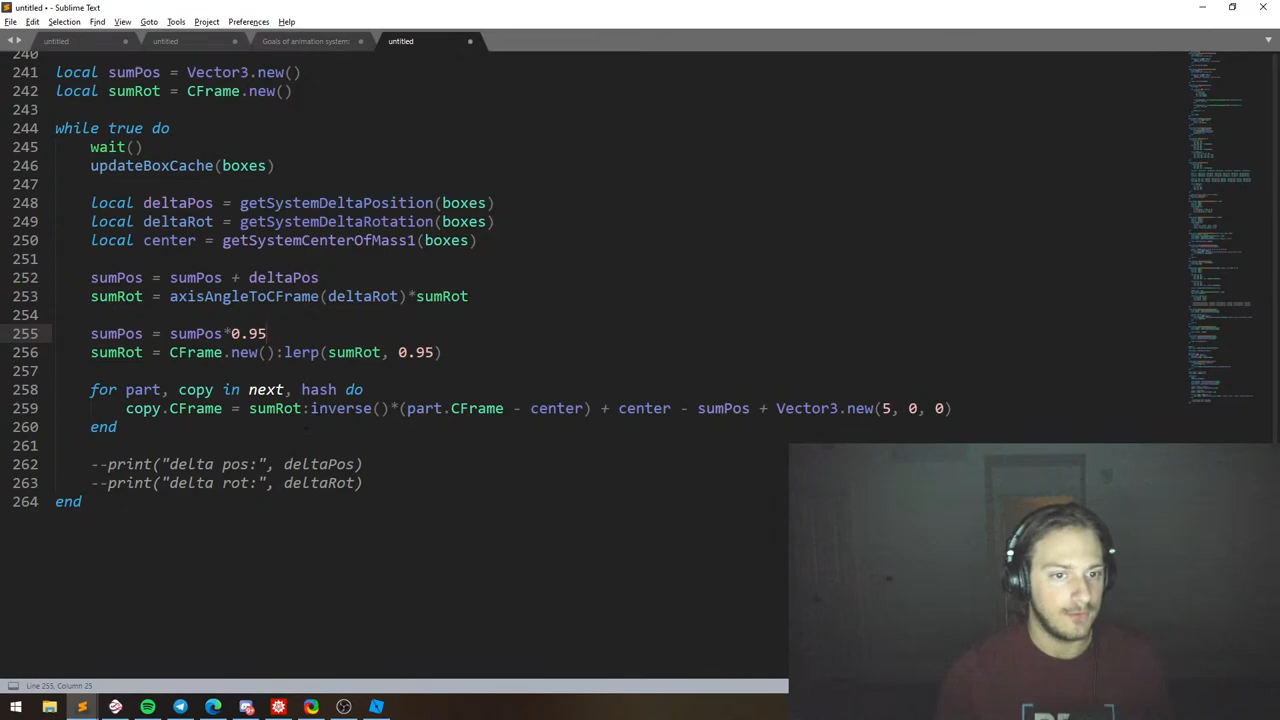 untitled • - Sublime Text
File Edit Selection Find View Goto Tools Project Preferences Help
untitled untitled Goals of animation system: untitled
240
241 local sumPos = Vector3.new()
242 local sumRot = CFrame.new()
243
244 while true do
245 wait()
246 updateBoxCache(boxes)
247
248 local deltaPos = getSystemDeltaPosition(boxes)
249 local deltaRot = getSystemDeltaRotation(boxes)
250 local center = getSystemCenterOfMass1(boxes)
251
252 sumPos = sumPos + deltaPos
253 sumRot = axisAngleToCFrame(deltaRot)*sumRot
254
255 sumPos = sumPos*0.95
256 sumRot = CFrame.new():lerp(sumRot, 0.95)
257
258 for part, copy in next, hash do
259 copy.CFrame = sumRot:inverse()*(part.CFrame - center) + center - sumPos + Vector3.new(5, 0, 0)
260 end
261
262 --print("delta pos:", deltaPos)
263 --print("delta rot:", deltaRot)
264 end
Line 255, Column 25